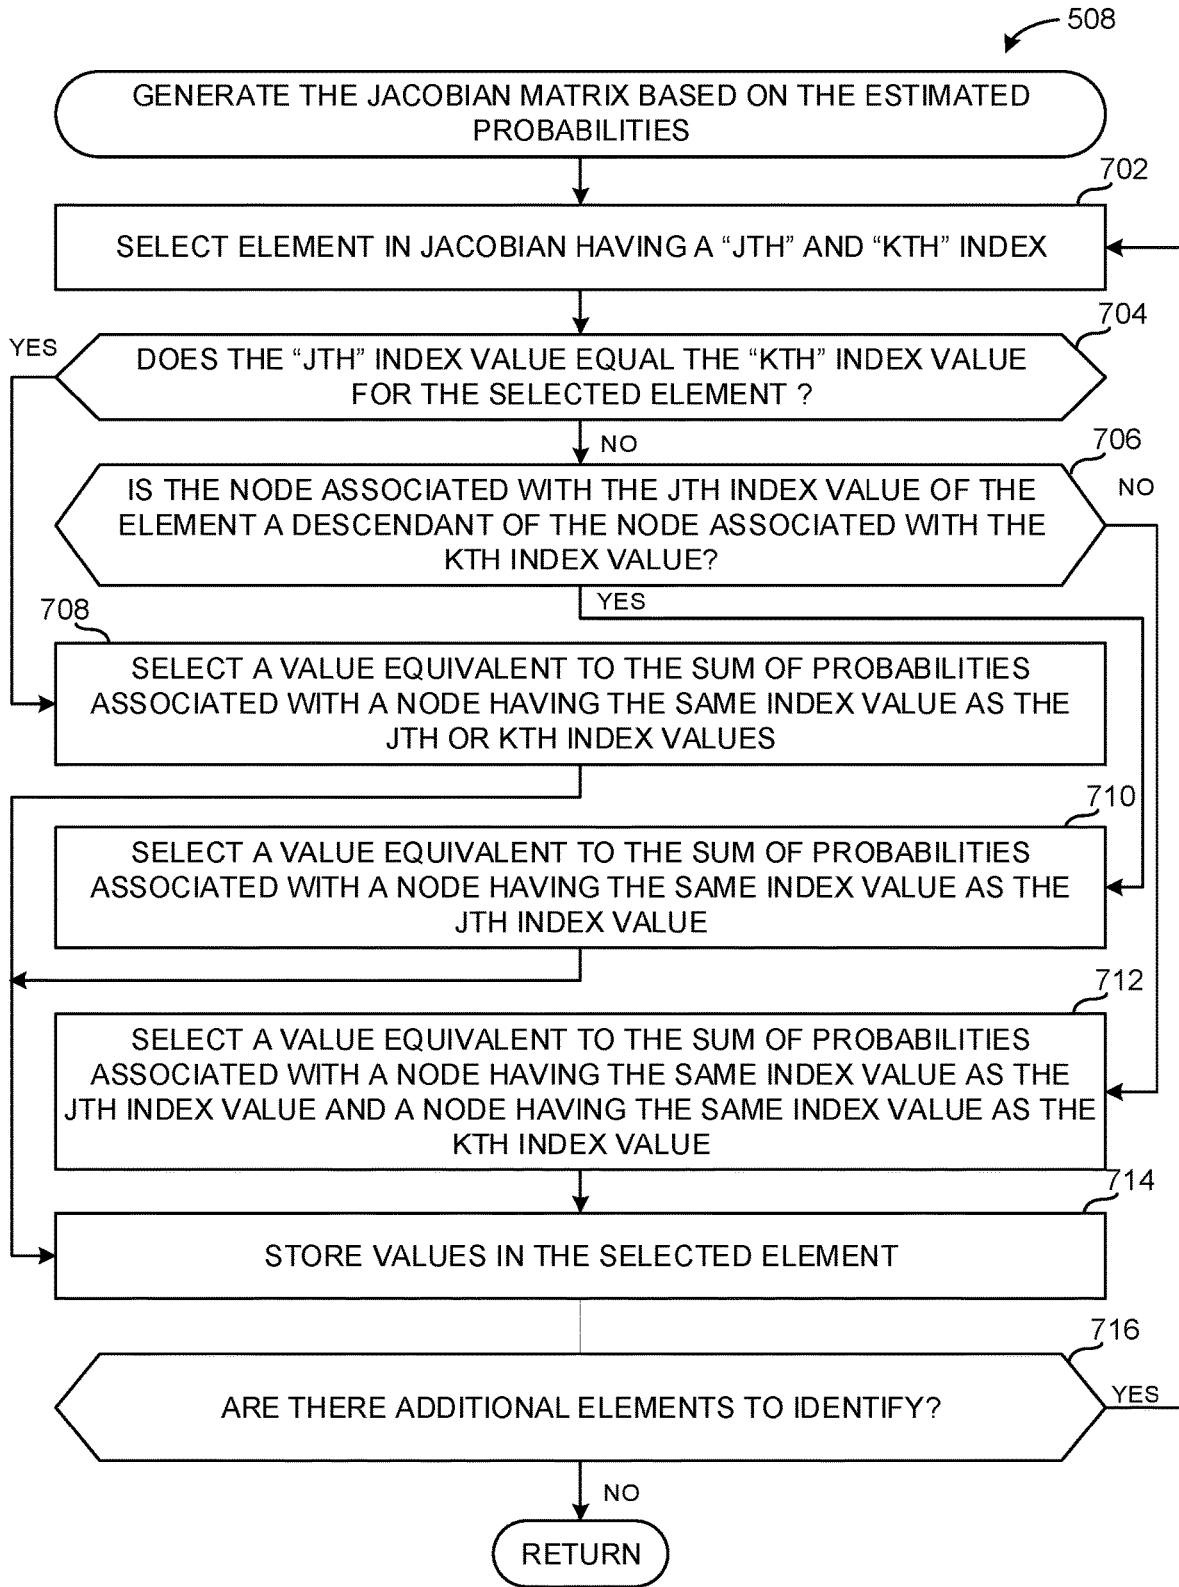 508
GENERATE THE JACOBIAN MATRIX BASED ON THE ESTIMATED
PROBABILITIES
702
SELECT ELEMENT IN JACOBIAN HAVING A “JTH” AND “KTH” INDEX
704
YES
DOES THE “JTH” INDEX VALUE EQUAL THE “KTH” INDEX VALUE
FOR THE SELECTED ELEMENT ?
NO
706
IS THE NODE ASSOCIATED WITH THE JTH INDEX VALUE OF THE
ELEMENT A DESCENDANT OF THE NODE ASSOCIATED WITH THE
KTH INDEX VALUE?
NO
YES
708
SELECT A VALUE EQUIVALENT TO THE SUM OF PROBABILITIES
ASSOCIATED WITH A NODE HAVING THE SAME INDEX VALUE AS THE
JTH OR KTH INDEX VALUES
710
SELECT A VALUE EQUIVALENT TO THE SUM OF PROBABILITIES
ASSOCIATED WITH A NODE HAVING THE SAME INDEX VALUE AS THE
JTH INDEX VALUE
712
SELECT A VALUE EQUIVALENT TO THE SUM OF PROBABILITIES
ASSOCIATED WITH A NODE HAVING THE SAME INDEX VALUE AS THE
JTH INDEX VALUE AND A NODE HAVING THE SAME INDEX VALUE AS THE
KTH INDEX VALUE
714
STORE VALUES IN THE SELECTED ELEMENT
716
ARE THERE ADDITIONAL ELEMENTS TO IDENTIFY?
YES
NO
RETURN